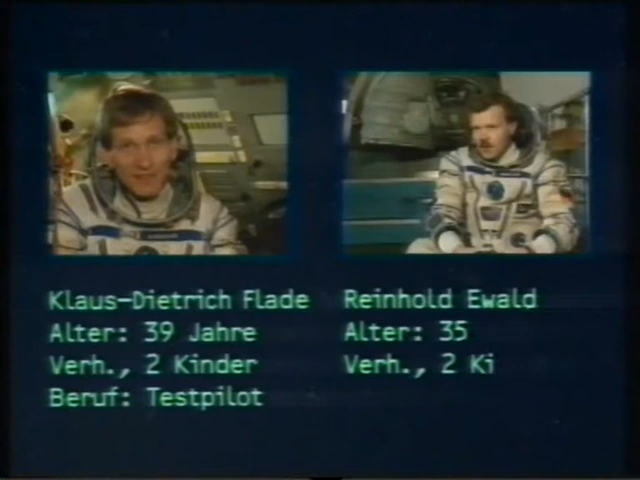 Klaus-Dietrich Flade
Alter: 39 Jahre
Verh., 2 Kinder
Beruf: Testpilot
Reinhold Ewald
Alter: 35
Verh., 2 Ki